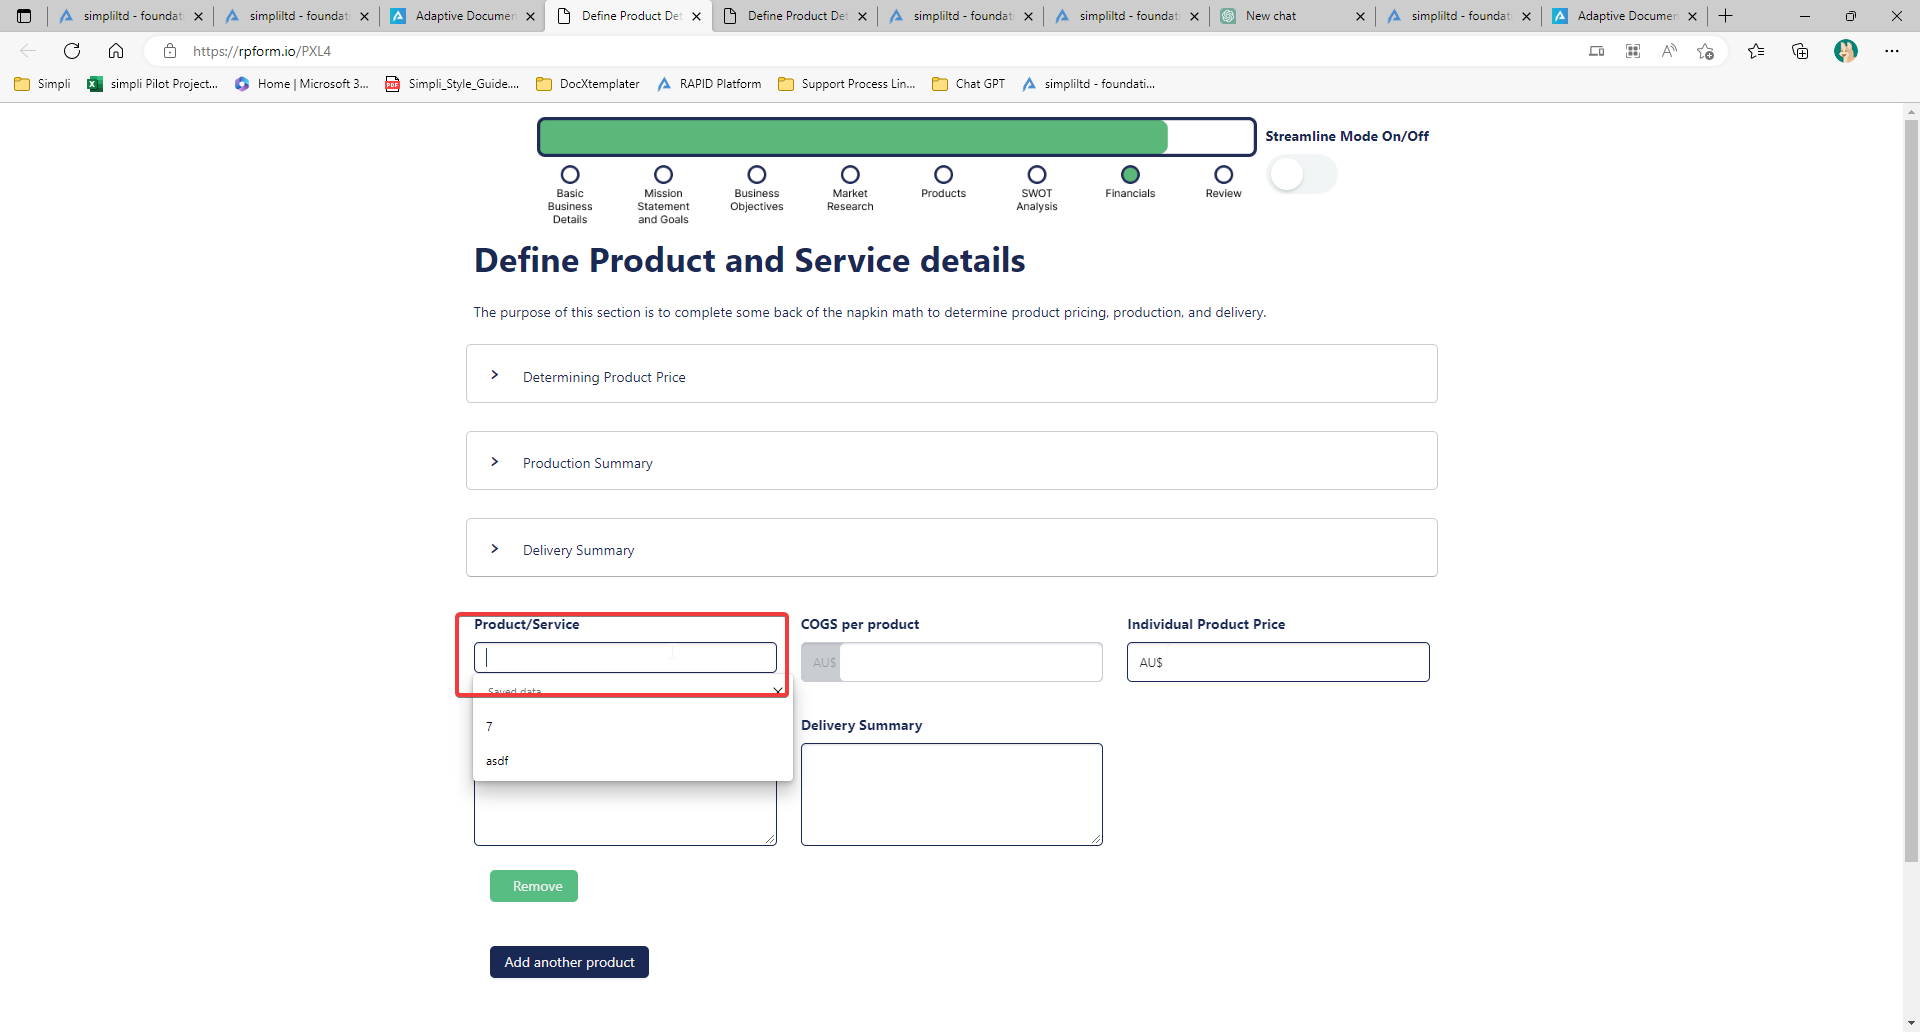 simpliltd - foundat
simpliltd - foundat
Adaptive Documen
Define Product Det
Define Product Det
simpliltd - foundat
simpliltd - foundat
New chat
simpliltd - foundat
Adaptive Documen
https://rpform.io/PXL4
Simpli
simpli Pilot Project...
Home | Microsoft 3...
Simpli_Style_Guide....
DocXtemplater
RAPID Platform
Support Process Lin...
Chat GPT
simpliltd - foundati...
Streamline Mode On/Off
Basic
Business
Details
Mission
Statement
and Goals
Business
Objectives
Market
Research
Products
SWOT
Analysis
Financials
Review
Define Product and Service details
The purpose of this section is to complete some back of the napkin math to determine product pricing, production, and delivery.
Determining Product Price
Production Summary
Delivery Summary
Product/Service
COGS per product
Individual Product Price
AU$
AU$
Saved data
7
asdf
Delivery Summary
Remove
Add another product